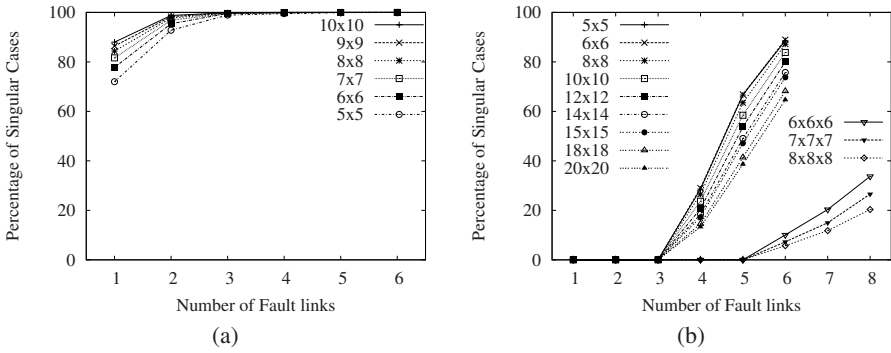 Percentage of Singular Cases
100
80
60
40
20
0
10x10
9x9
8x8
7x7
6x6
5x5
1 2 3 4 5 6
Number of Fault links
(a)
Percentage of Singular Cases
100
80
60
40
20
0
5x5
6x6
8x8
10x10
12x12
14x14
15x15
18x18
20x20
6x6x6
7x7x7
8x8x8
1 2 3 4 5 6 7 8
Number of Fault links
(b)